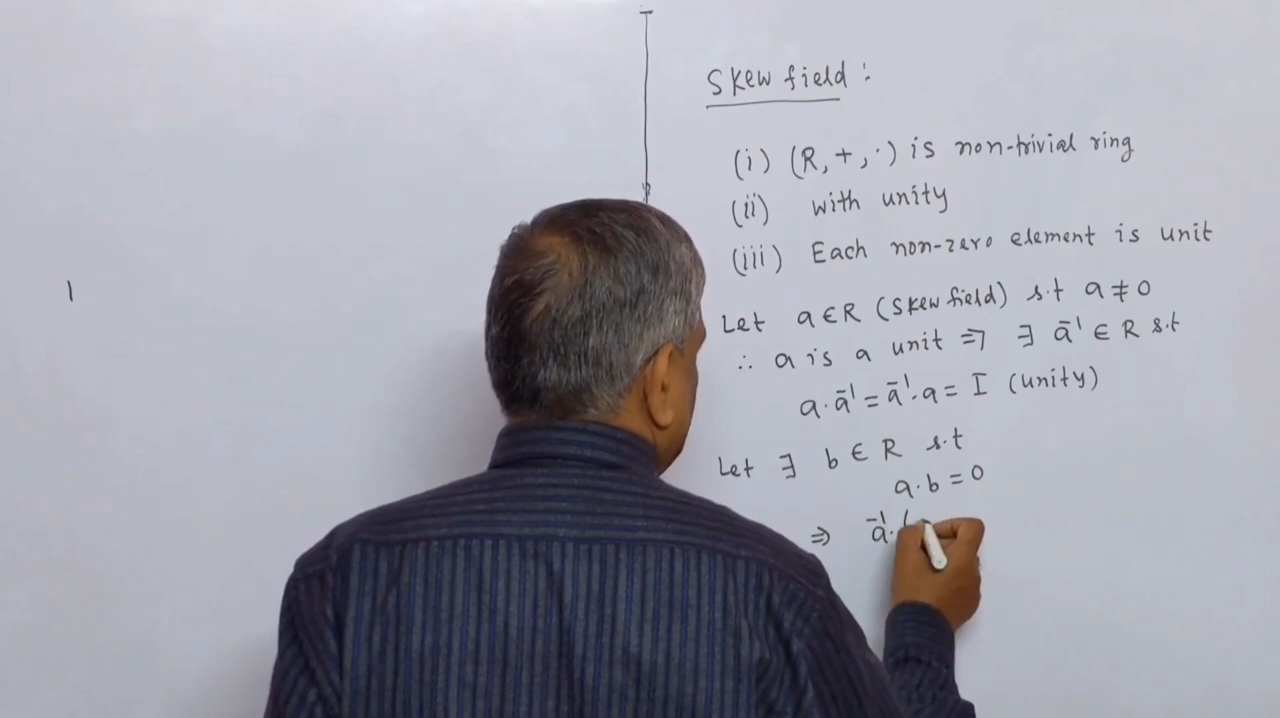 Skew field :
(i) (R, +, ·) is non-trivial ring
(ii) with unity
(iii) Each non-zero element is unit
Let a ∈ R (Skew field) s.t a ≠ 0
∴ a is a unit ⇒ ∃ a⁻¹ ∈ R s.t
a · a⁻¹ = a⁻¹ · a = I (unity)
Let ∃ b ∈ R s.t
a · b = 0
⇒ a⁻¹ · (